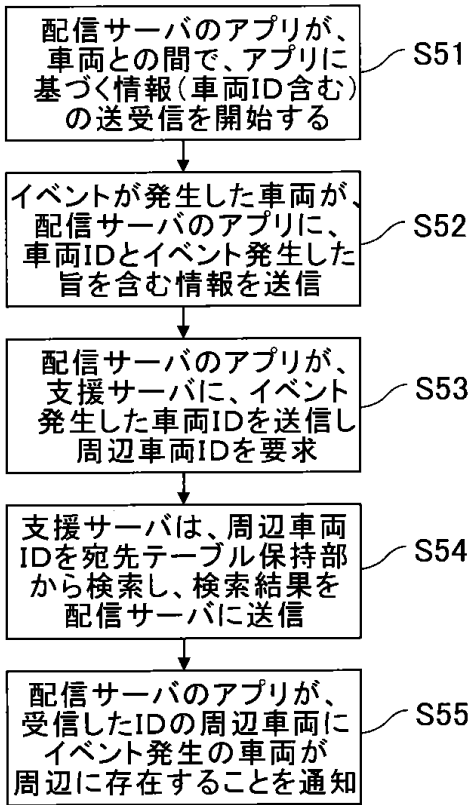 配信サーバのアプリが、
車両との間で、アプリに
基づく情報(車両ID含む)
の送受信を開始する
S51
イベントが発生した車両が、
配信サーバのアプリに、
車両IDとイベント発生した
旨を含む情報を送信
S52
配信サーバのアプリが、
支援サーバに、イベント
発生した車両IDを送信し
周辺車両IDを要求
S53
支援サーバは、周辺車両
IDを宛先テーブル保持部
から検索し、検索結果を
配信サーバに送信
S54
配信サーバのアプリが、
受信したIDの周辺車両に
イベント発生の車両が
周辺に存在することを通知
S55